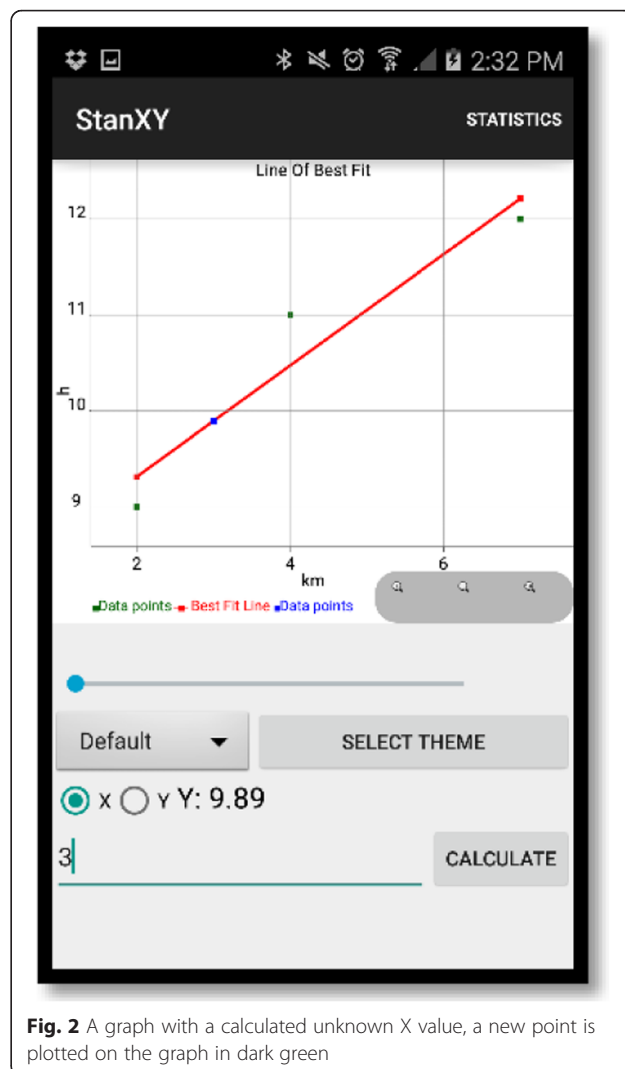 2:32 PM
StanXY STATISTICS
Line Of Best Fit
12
11
h
10
9
2 4 6
km
Data points Best Fit Line Data points
Default SELECT THEME
X Y Y: 9.89
3 CALCULATE
Fig. 2 A graph with a calculated unknown X value, a new point is
plotted on the graph in dark green